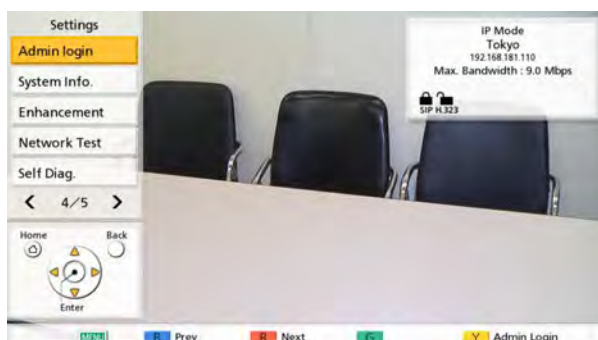 Settings
Admin login
System Info.
Enhancement
Network Test
Self Diag.
4/5
Home
Back
Enter
IP Mode
Tokyo
192.168.181.110
Max. Bandwidth : 9.0 Mbps
SIP H.323
MENU
B Prev
R Next
G
Y Admin Login